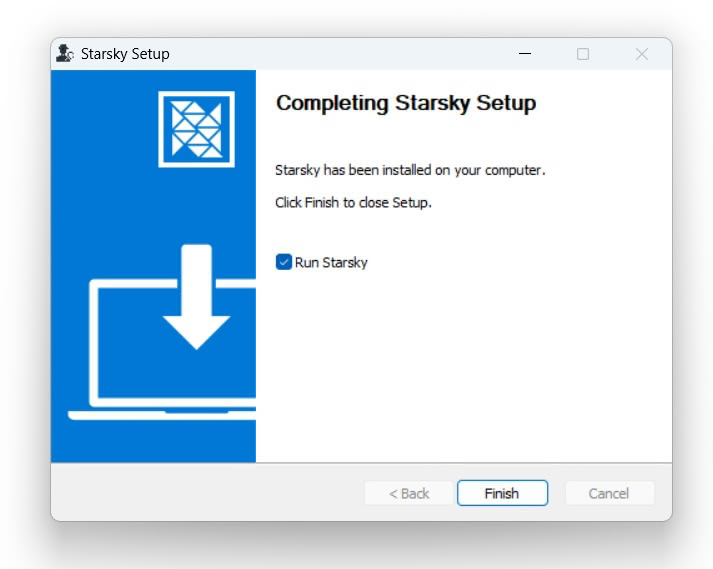 Starsky Setup
Completing Starsky Setup
Starsky has been installed on your computer.
Click Finish to close Setup.
Run Starsky
< Back
Finish
Cancel